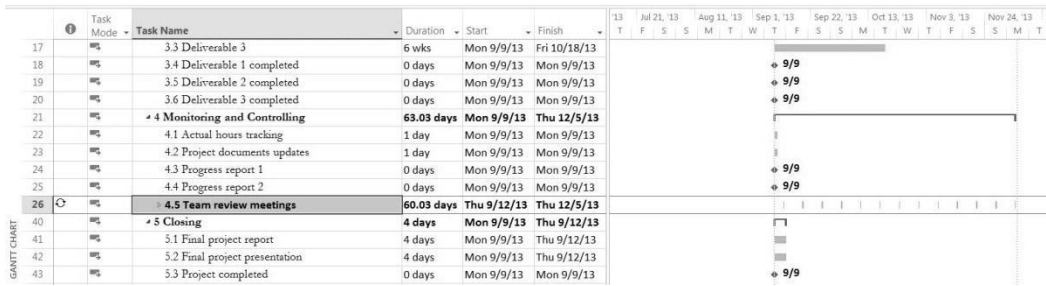 Task Mode Task Name Duration Start Finish '13 Jul 21, '13 Aug 11, '13 Sep 1, '13 Sep 22, '13 Oct 13, '13 Nov 3, '13 Nov 24, '13
T F S S M T W T F S S M T W T F S S M T
17 3.3 Deliverable 3 6 wks Mon 9/9/13 Fri 10/18/13
18 3.4 Deliverable 1 completed 0 days Mon 9/9/13 Mon 9/9/13 9/9
19 3.5 Deliverable 2 completed 0 days Mon 9/9/13 Mon 9/9/13 9/9
20 3.6 Deliverable 3 completed 0 days Mon 9/9/13 Mon 9/9/13 9/9
21 4 Monitoring and Controlling 63.03 days Mon 9/9/13 Thu 12/5/13
22 4.1 Actual hours tracking 1 day Mon 9/9/13 Mon 9/9/13
23 4.2 Project documents updates 1 day Mon 9/9/13 Mon 9/9/13
24 4.3 Progress report 1 0 days Mon 9/9/13 Mon 9/9/13 9/9
25 4.4 Progress report 2 0 days Mon 9/9/13 Mon 9/9/13 9/9
26 4.5 Team review meetings 60.03 days Thu 9/12/13 Thu 12/5/13
40 5 Closing 4 days Mon 9/9/13 Thu 9/12/13
41 5.1 Final project report 4 days Mon 9/9/13 Thu 9/12/13
42 5.2 Final project presentation 4 days Mon 9/9/13 Thu 9/12/13
43 5.3 Project completed 0 days Mon 9/9/13 Mon 9/9/13 9/9
GANTT CHART